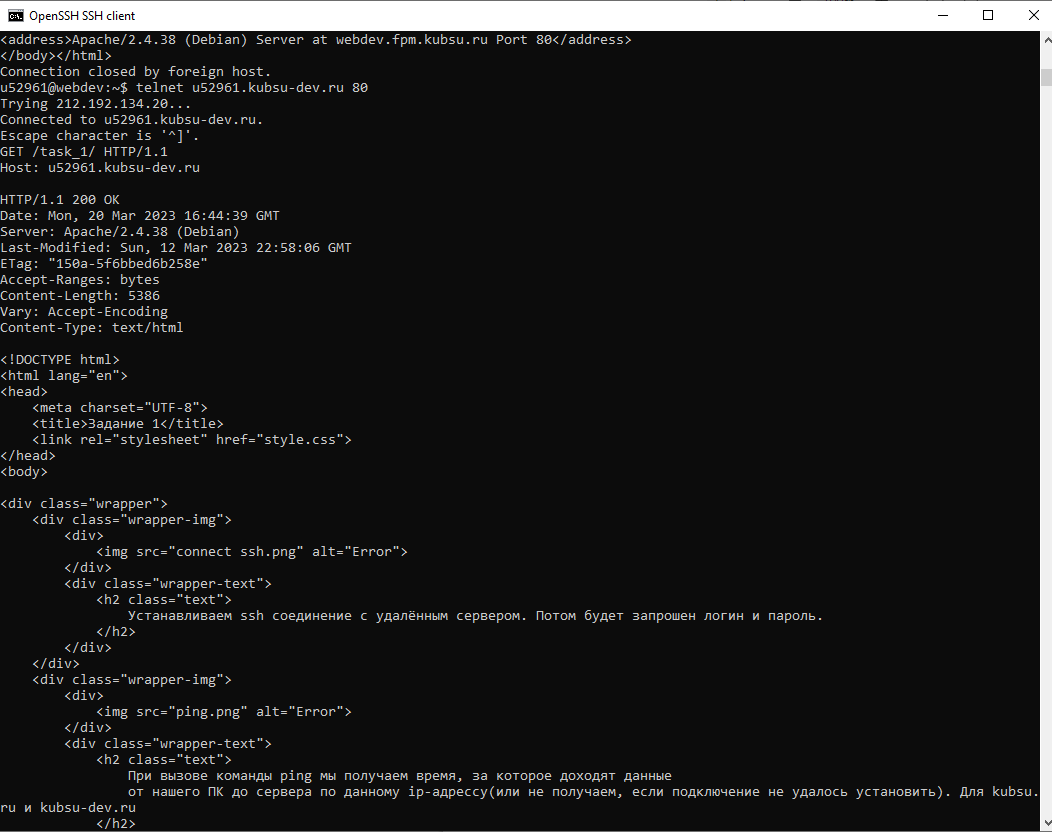 OpenSSH SSH client
<address>Apache/2.4.38 (Debian) Server at webdev.fpm.kubsu.ru Port 80</address>
</body></html>
Connection closed by foreign host.
u52961@webdev:~$ telnet u52961.kubsu-dev.ru 80
Trying 212.192.134.20...
Connected to u52961.kubsu-dev.ru.
Escape character is '^]'.
GET /task_1/ HTTP/1.1
Host: u52961.kubsu-dev.ru

HTTP/1.1 200 OK
Date: Mon, 20 Mar 2023 16:44:39 GMT
Server: Apache/2.4.38 (Debian)
Last-Modified: Sun, 12 Mar 2023 22:58:06 GMT
ETag: "150a-5f6bbed6b258e"
Accept-Ranges: bytes
Content-Length: 5386
Vary: Accept-Encoding
Content-Type: text/html

<!DOCTYPE html>
<html lang="en">
<head>
    <meta charset="UTF-8">
    <title>Задание 1</title>
    <link rel="stylesheet" href="style.css">
</head>
<body>

<div class="wrapper">
    <div class="wrapper-img">
        <div>
            <img src="connect ssh.png" alt="Error">
        </div>
        <div class="wrapper-text">
            <h2 class="text">
                Устанавливаем ssh соединение с удалённым сервером. Потом будет запрошен логин и пароль.
            </h2>
        </div>
    </div>
    <div class="wrapper-img">
        <div>
            <img src="ping.png" alt="Error">
        </div>
        <div class="wrapper-text">
            <h2 class="text">
                При вызове команды ping мы получаем время, за которое доходят данные
                от нашего ПК до сервера по данному ip-адрессу(или не получаем, если подключение не удалось установить). Для kubsu.
ru и kubsu-dev.ru
            </h2>